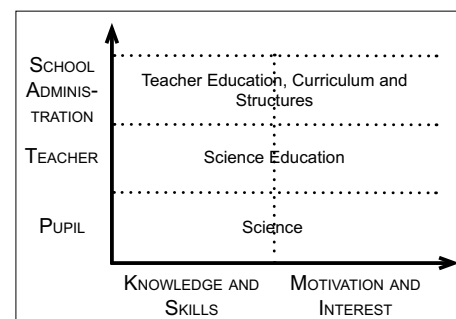 SCHOOL
ADMINIS-
TRATION
Teacher Education, Curriculum and
Structures
TEACHER
Science Education
PUPIL
Science
KNOWLEDGE AND
SKILLS
MOTIVATION AND
INTEREST